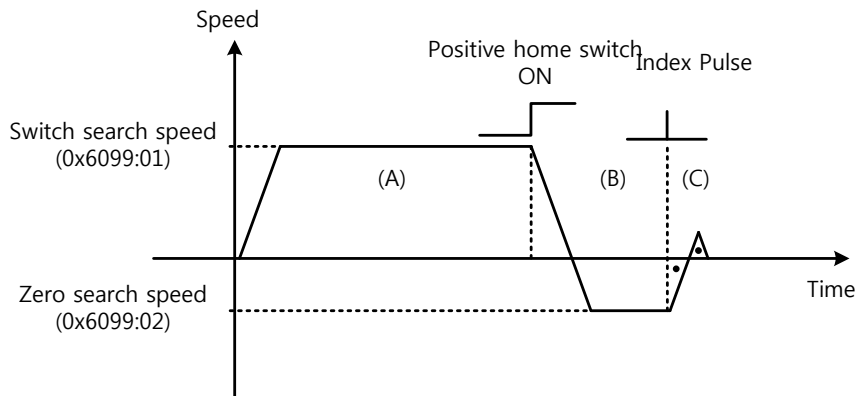 Speed
Positive home switch
ON
Index Pulse
Switch search speed
(0x6099:01)
(A)
(B)
(C)
Zero search speed
(0x6099:02)
Time